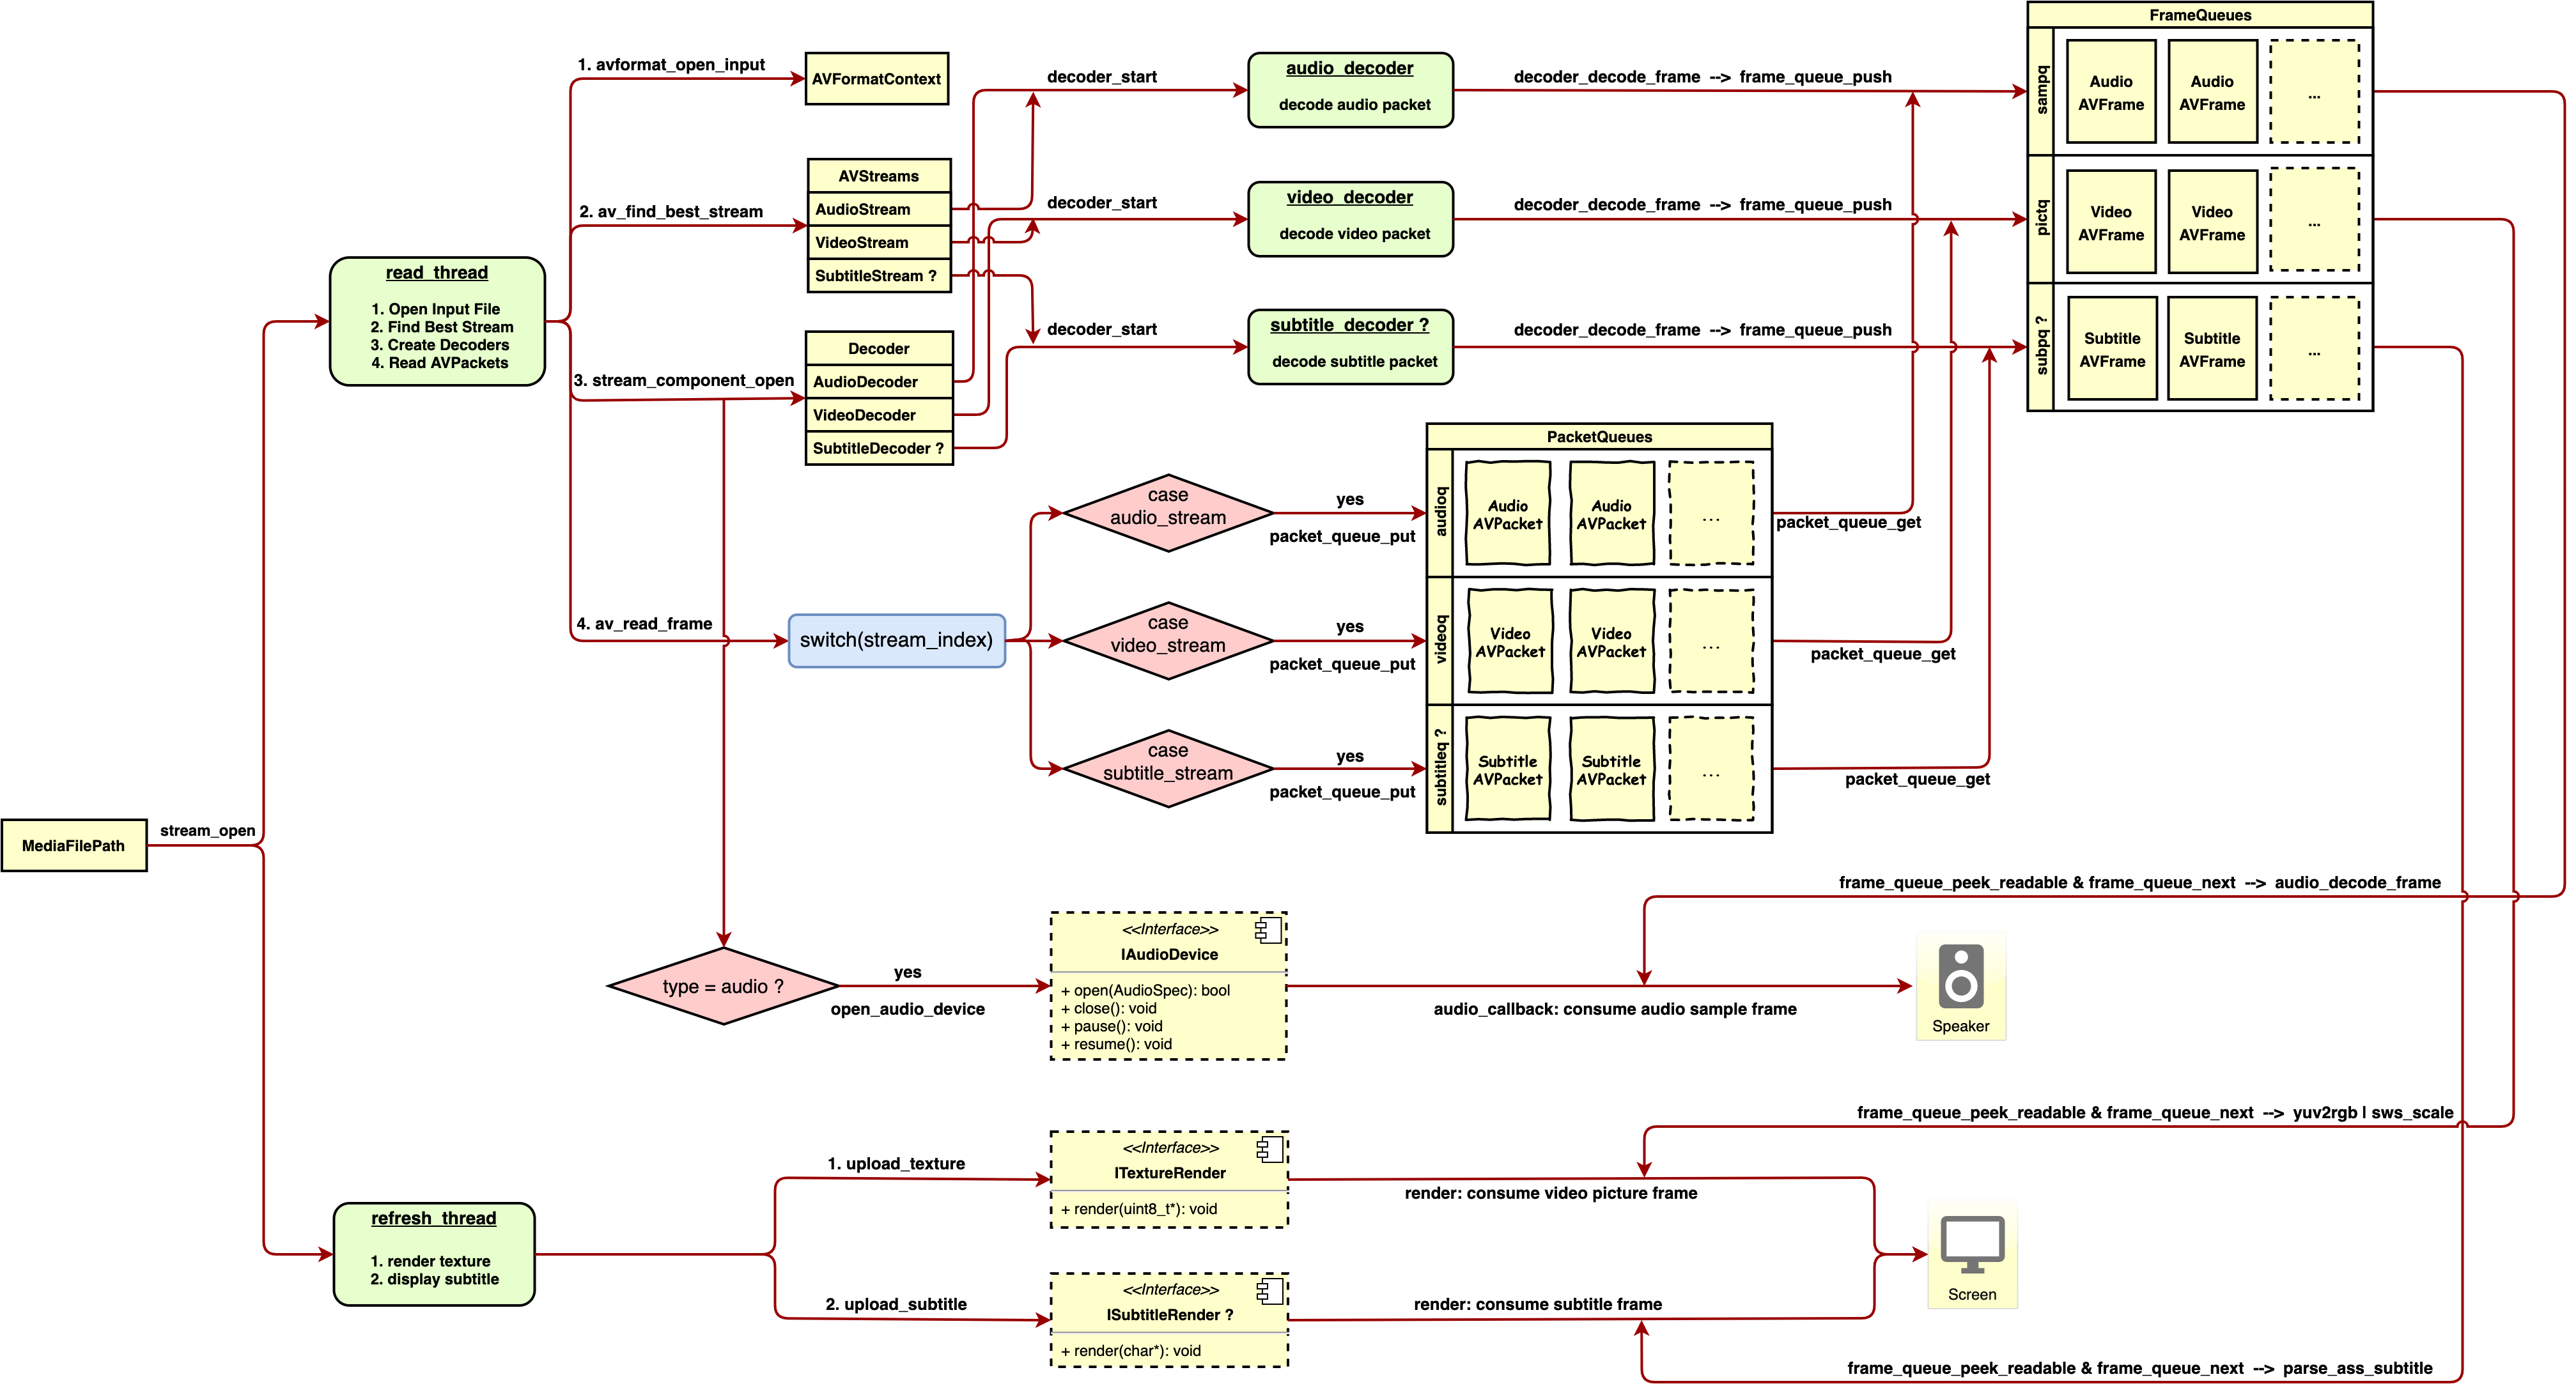 MediaFilePath
stream_open
read_thread
1. Open Input File
2. Find Best Stream
3. Create Decoders
4. Read AVPackets
1. avformat_open_input
AVFormatContext
2. av_find_best_stream
AVStreams
AudioStream
VideoStream
SubtitleStream ?
3. stream_component_open
Decoder
AudioDecoder
VideoDecoder
SubtitleDecoder ?
decoder_start
audio_decoder
decode audio packet
decoder_decode_frame --> frame_queue_push
decoder_start
video_decoder
decode video packet
decoder_decode_frame --> frame_queue_push
decoder_start
subtitle_decoder ?
decode subtitle packet
decoder_decode_frame --> frame_queue_push
FrameQueues
sampq
Audio
AVFrame
Audio
AVFrame
...
pictq
Video
AVFrame
Video
AVFrame
...
subpq ?
Subtitle
AVFrame
Subtitle
AVFrame
...
4. av_read_frame
switch(stream_index)
case
audio_stream
yes
packet_queue_put
case
video_stream
yes
packet_queue_put
case
subtitle_stream
yes
packet_queue_put
PacketQueues
audioq
Audio
AVPacket
Audio
AVPacket
...
packet_queue_get
videoq
Video
AVPacket
Video
AVPacket
...
packet_queue_get
subtitleq ?
Subtitle
AVPacket
Subtitle
AVPacket
...
packet_queue_get
type = audio ?
yes
open_audio_device
<<Interface>>
IAudioDevice
+ open(AudioSpec): bool
+ close(): void
+ pause(): void
+ resume(): void
frame_queue_peek_readable & frame_queue_next --> audio_decode_frame
audio_callback: consume audio sample frame
Speaker
refresh_thread
1. render texture
2. display subtitle
1. upload_texture
<<Interface>>
ITextureRender
+ render(uint8_t*): void
frame_queue_peek_readable & frame_queue_next --> yuv2rgb | sws_scale
render: consume video picture frame
2. upload_subtitle
<<Interface>>
ISubtitleRender ?
+ render(char*): void
render: consume subtitle frame
frame_queue_peek_readable & frame_queue_next --> parse_ass_subtitle
Screen